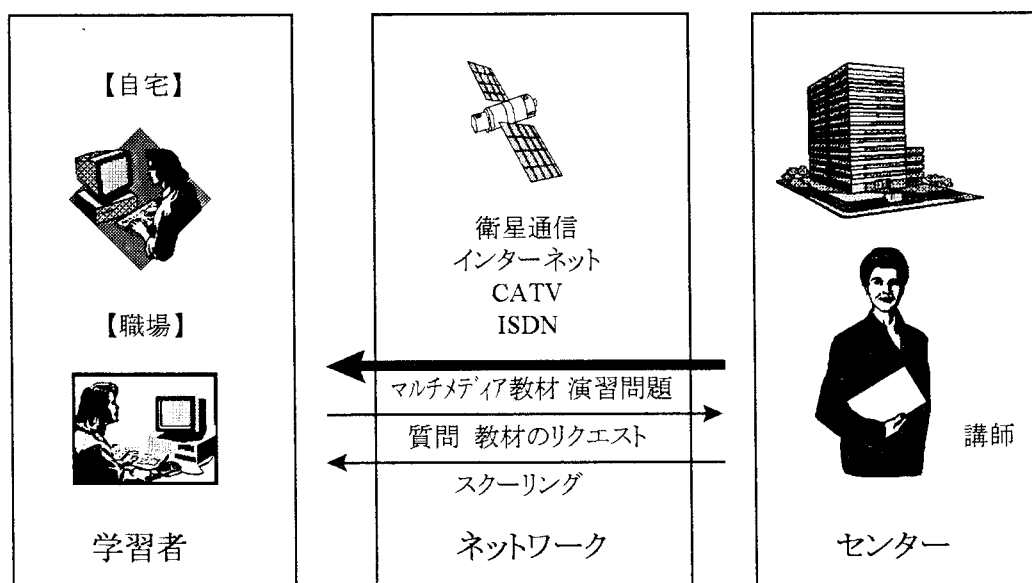 【自宅】
【職場】
学習者
衛星通信
インターネット
CATV
ISDN
マルチメディア教材 演習問題
質問 教材のリクエスト
スクーリング
ネットワーク
講師
センター